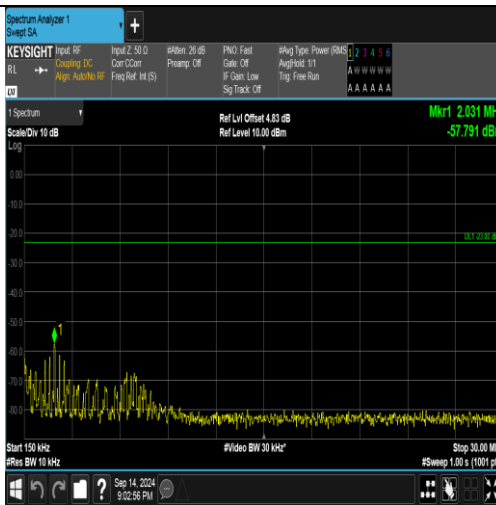 Spectrum Analyzer 1
Swept SA
KEYSIGHT Input: RF Input Z: 50 Ω #Atten: 26 dB PNO: Fast #Avg Type: Power (RMS 1 2 3 4 5 6
RL Coupling: DC Corr CCorr Preamp: Off Gate: Off Avg|Hold: 1/1 A W W W W W
Align: Auto/No RF Freq Ref: Int (S) IF Gain: Low Trig: Free Run
Sig Track: Off A A A A A A
1 Spectrum Ref Lvl Offset 4.83 dB Mkr1 2.031 MH
Scale/Div 10 dB Ref Level 10.00 dBm -57.791 dB
Log
0.00
-10.0
-20.0
DL1 -23.00 dB
-30.0
-40.0
-50.0
1
-60.0
-70.0
-80.0
Start 150 kHz #Video BW 30 kHz* Stop 30.00 M
#Res BW 10 kHz #Sweep 1.00 s (1001 pt
? Sep 14, 2024
9:02:56 PM